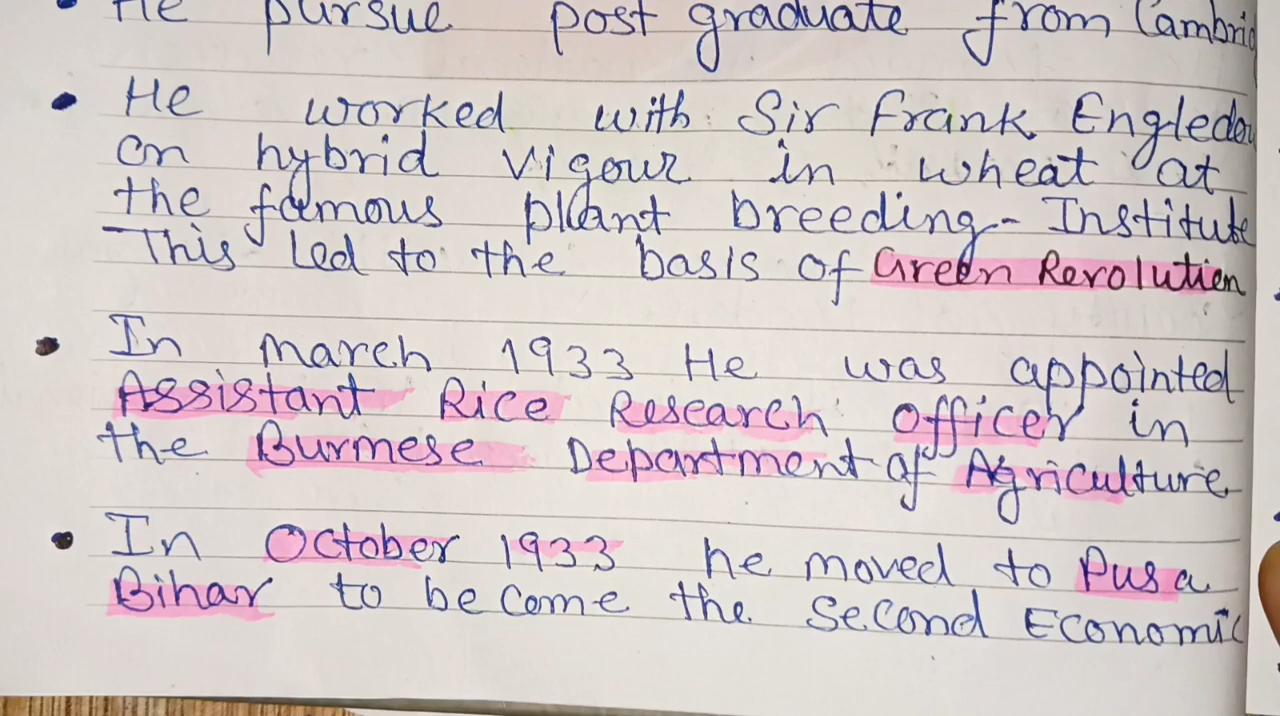 • He pursue post graduate from Cambrid
• He worked with Sir Frank Engledow
on hybrid vigour in wheat at
the famous plant breeding - Institute
This led to the basis of Green Revolution
• In march 1933 He was appointed
Assistant Rice Research Officer in
the Burmese Department of Agriculture
• In October 1933 he moved to Pusa
Bihar to become the Second Economic